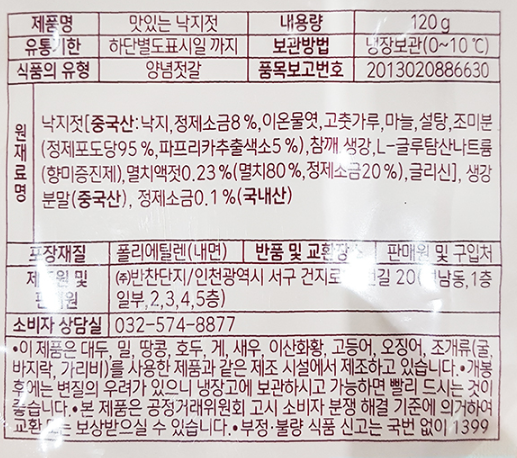 제품명 맛있는 낙지젓 내용량 120g
유통기한 하단별도표시일 까지 보관방법 냉장보관(0~10℃)
식품의 유형 양념젓갈 품목보고번호 2013020886630
원재료명
낙지젓[중국산:낙지,정제소금8%,이온물엿,고춧가루,마늘,설탕,조미분
(정제포도당95%,파프리카추출색소5%),참깨 생강,L-글루탐산나트륨
(향미증진제),멸치액젓0.23%(멸치80%,정제소금20%),글리신], 생강
분말(중국산), 정제소금0.1%(국내산)
포장재질 폴리에틸렌(내면) 반품 및 교환장소 판매원 및 구입처
제조원 및 판매원
㈜반찬단지/인천광역시 서구 길 20( 남동,1층
일부,2,3,4,5층)
소비자 상담실 032-574-8877
•이 제품은 대두, 밀, 땅콩, 호두, 게, 새우, 이산화황, 고등어, 오징어, 조개류(굴,
바지락, 가리비)를 사용한 제품과 같은 제조 시설에서 제조하고 있습니다.•개봉
후에는 변질의 우려가 있으니 냉장고에 보관하시고 가능하면 빨리 드시는 것이
좋습니다.•본 제품은 공정거래위원회 고시 소비자 분쟁 해결 기준에 의거하여
교환 또는 보상받으실 수 있습니다.•부정·불량 식품 신고는 국번 없이 1399